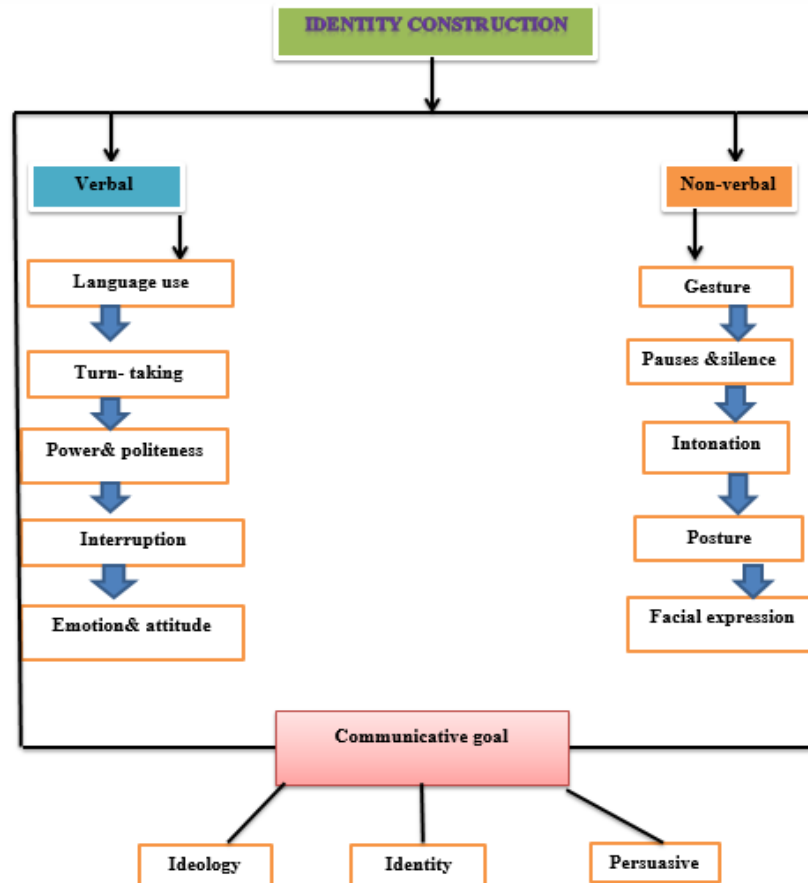 IDENTITY CONSTRUCTION
Verbal
Non-verbal
Language use
Gesture
Turn- taking
Pauses &silence
Power& politeness
Intonation
Interruption
Posture
Emotion& attitude
Facial expression
Communicative goal
Ideology
Identity
Persuasive